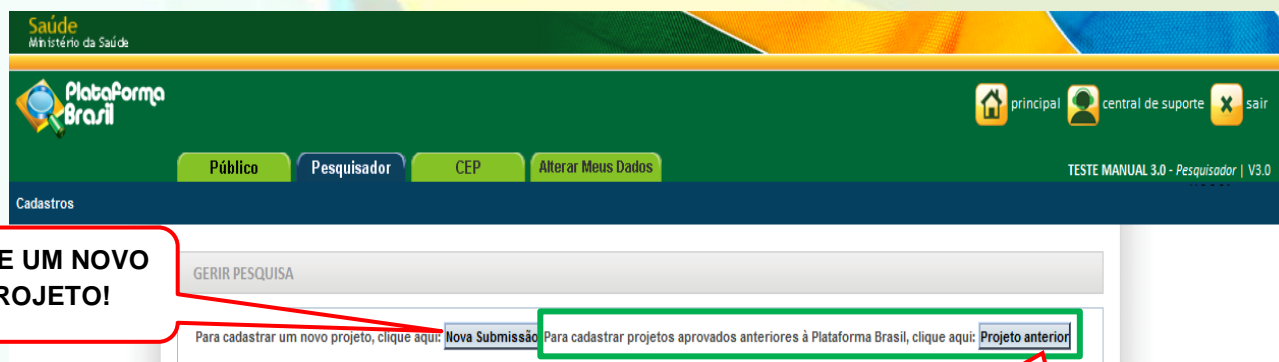 Saúde
Ministério da Saúde
Plataforma
Brasil
principal central de suporte x sair
Público Pesquisador CEP Alterar Meus Dados
TESTE MANUAL 3.0 - Pesquisador | V3.0
Cadastros
E UM NOVO
ROJETO!
GERIR PESQUISA
Para cadastrar um novo projeto, clique aqui: Nova Submissão Para cadastrar projetos aprovados anteriores à Plataforma Brasil, clique aqui: Projeto anterior